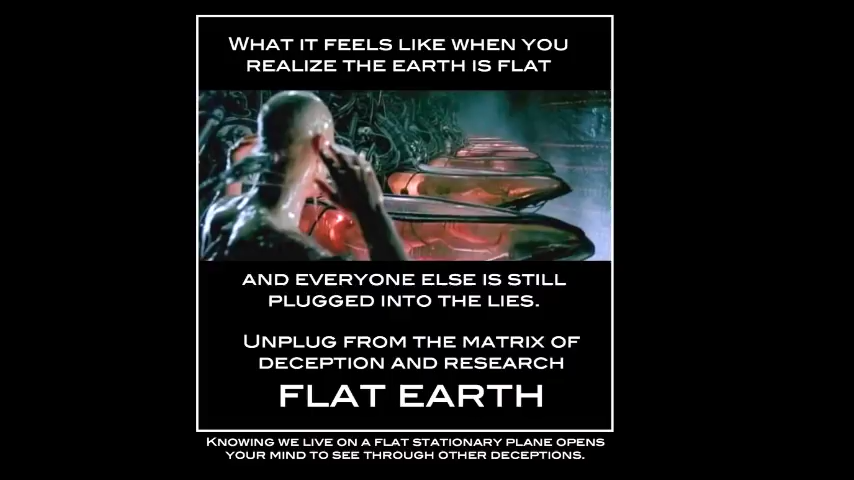 What it feels like when you
realize the earth is flat
and everyone else is still
plugged into the lies.
Unplug from the matrix of
deception and research
FLAT EARTH
Knowing we live on a flat stationary plane opens
your mind to see through other deceptions.